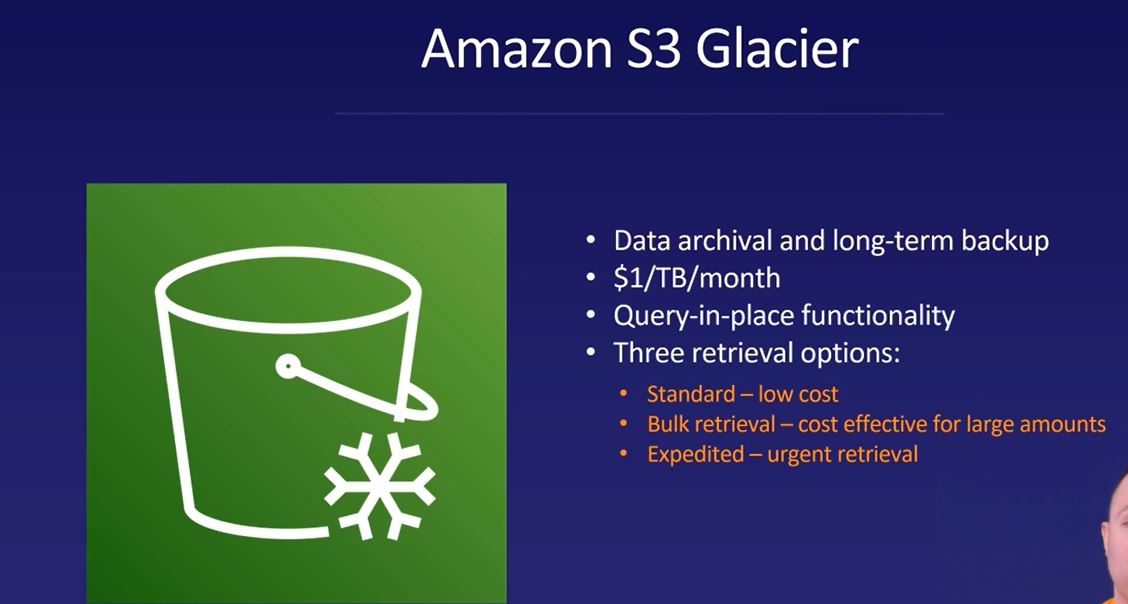 Amazon S3 Glacier
• Data archival and long-term backup
• $1/TB/month
• Query-in-place functionality
• Three retrieval options:
• Standard – low cost
• Bulk retrieval – cost effective for large amounts
• Expedited – urgent retrieval